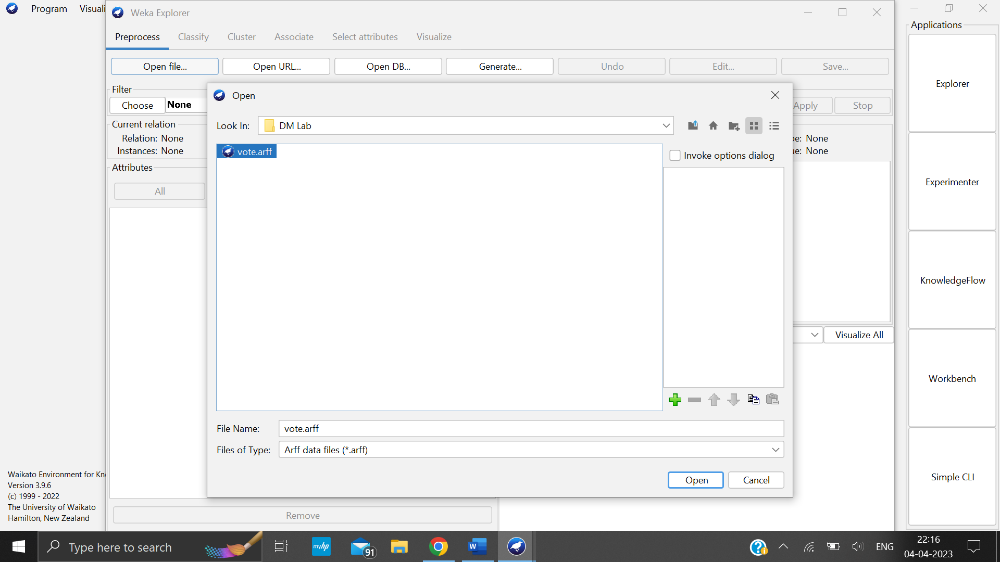 Program Visuali
Weka Explorer
Applications
Preprocess Classify Cluster Associate Select attributes Visualize
Open file... Open URL... Open DB... Generate... Undo Edit... Save...
Filter
Choose None Apply Stop
Open
Look In: DM Lab
Current relation
Relation: None
Instances: None
pe: None
ue: None
Attributes
All
vote.arff
Invoke options dialog
File Name: vote.arff
Files of Type: Arff data files (*.arff)
Open Cancel
Visualize All
Remove
Explorer
Experimenter
KnowledgeFlow
Workbench
Simple CLI
Waikato Environment for Kn
Version 3.9.6
(c) 1999 - 2022
The University of Waikato
Hamilton, New Zealand
Type here to search
myhp
91
W
ENG
22:16
04-04-2023